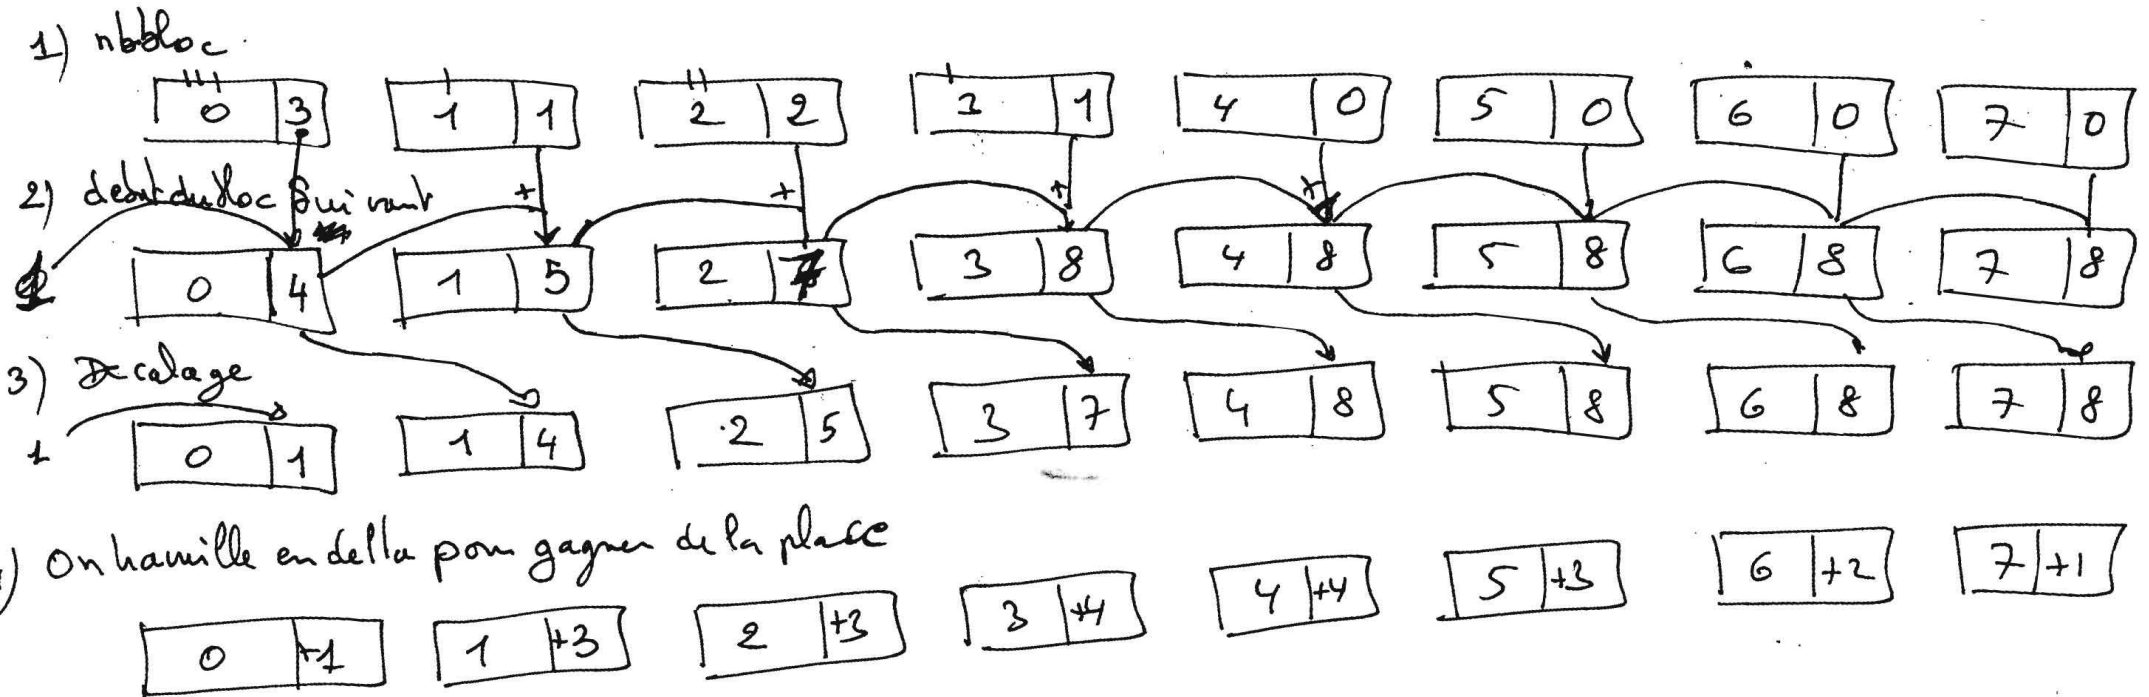 1) nbbloc
0 3 1 1 2 2 3 1 4 0 5 0 6 0 7 0
2) debut du bloc suivant
+ + + +
1 0 4 1 5 2 7 3 8 4 8 5 8 6 8 7 8
3) Decalage
1 0 1 1 4 2 5 3 7 4 8 5 8 6 8 7 8
) On travaille en delta pour gagner de la place
0 +1 1 +3 2 +3 3 +4 4 +4 5 +3 6 +2 7 +1